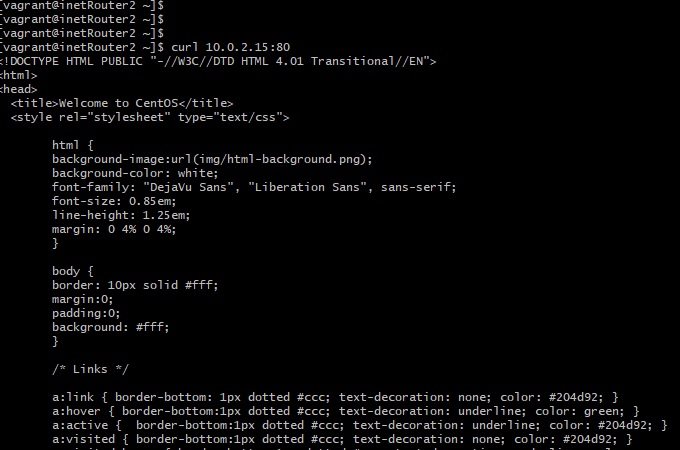 [vagrant@inetRouter2 ~]$
[vagrant@inetRouter2 ~]$
[vagrant@inetRouter2 ~]$
[vagrant@inetRouter2 ~]$ curl 10.0.2.15:80
<!DOCTYPE HTML PUBLIC "-//W3C//DTD HTML 4.01 Transitional//EN">
<html>
<head>
  <title>Welcome to CentOS</title>
  <style rel="stylesheet" type="text/css">

        html {
        background-image:url(img/html-background.png);
        background-color: white;
        font-family: "DejaVu Sans", "Liberation Sans", sans-serif;
        font-size: 0.85em;
        line-height: 1.25em;
        margin: 0 4% 0 4%;
        }

        body {
        border: 10px solid #fff;
        margin:0;
        padding:0;
        background: #fff;
        }

        /* Links */

        a:link { border-bottom: 1px dotted #ccc; text-decoration: none; color: #204d92; }
        a:hover { border-bottom:1px dotted #ccc; text-decoration: underline; color: green; }
        a:active {  border-bottom:1px dotted #ccc; text-decoration: underline; color: #204d92; }
        a:visited { border-bottom:1px dotted #ccc; text-decoration: none; color: #204d92; }